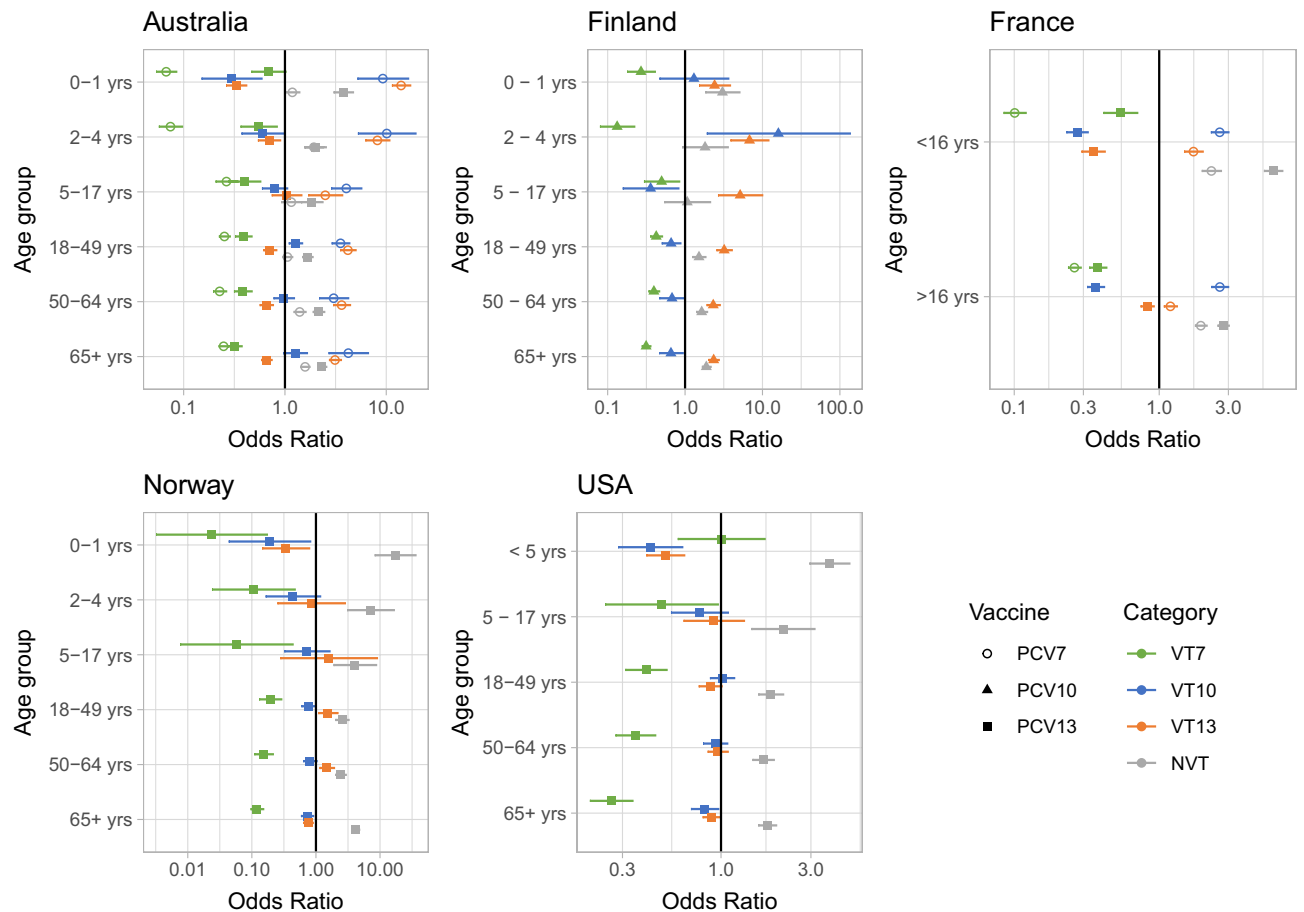 Australia
Age group
0−1 yrs
2−4 yrs
5−17 yrs
18−49 yrs
50−64 yrs
65+ yrs
0.1 1.0 10.0
Odds Ratio
Finland
Age group
0 − 1 yrs
2 − 4 yrs
5 − 17 yrs
18 − 49 yrs
50 − 64 yrs
65+ yrs
0.1 1.0 10.0 100.0
Odds Ratio
France
Age group
<16 yrs
>16 yrs
0.1 0.3 1.0 3.0
Odds Ratio
Norway
Age group
0−1 yrs
2−4 yrs
5−17 yrs
18−49 yrs
50−64 yrs
65+ yrs
0.01 0.10 1.00 10.00
Odds Ratio
USA
Age group
< 5 yrs
5 − 17 yrs
18−49 yrs
50−64 yrs
65+ yrs
0.3 1.0 3.0
Odds Ratio
Vaccine
PCV7
PCV10
PCV13
Category
VT7
VT10
VT13
NVT